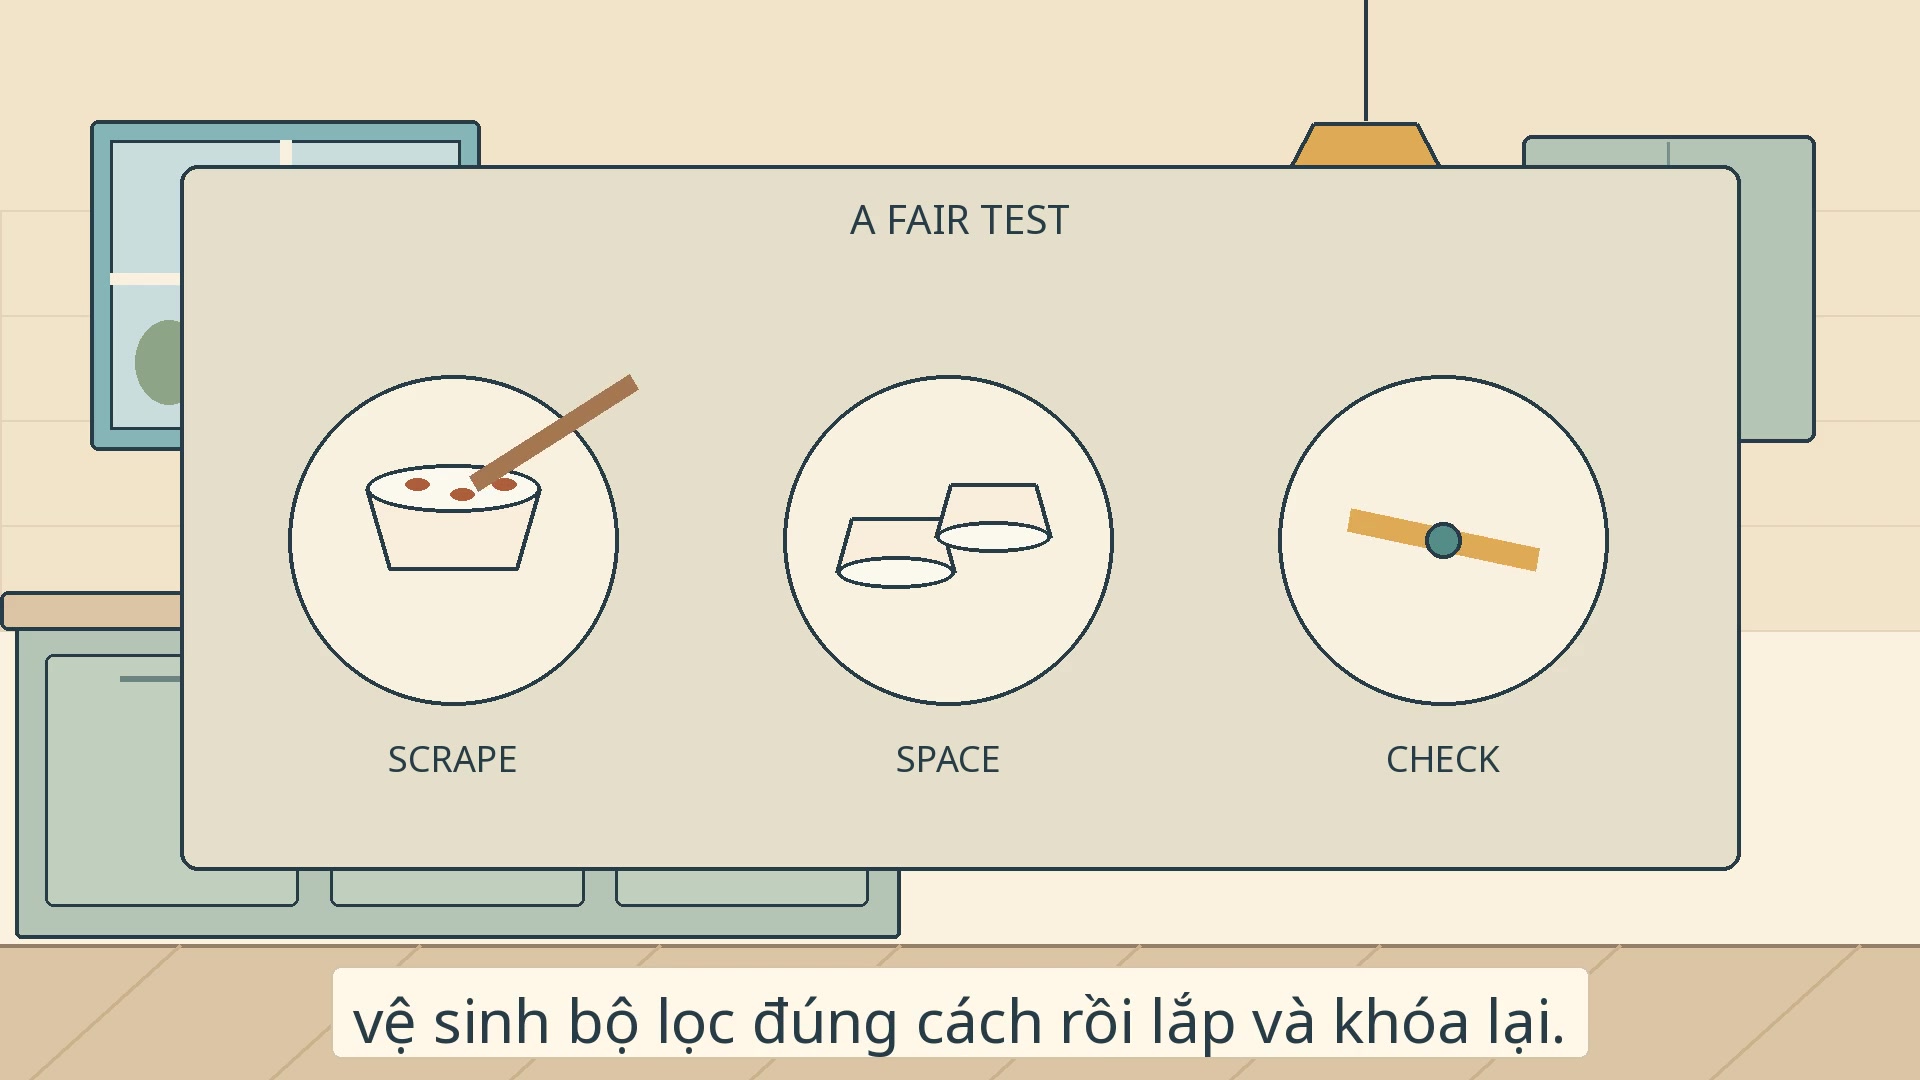 A FAIR TEST
SCRAPE
SPACE
CHECK
vệ sinh bộ lọc đúng cách rồi lắp và khóa lại.